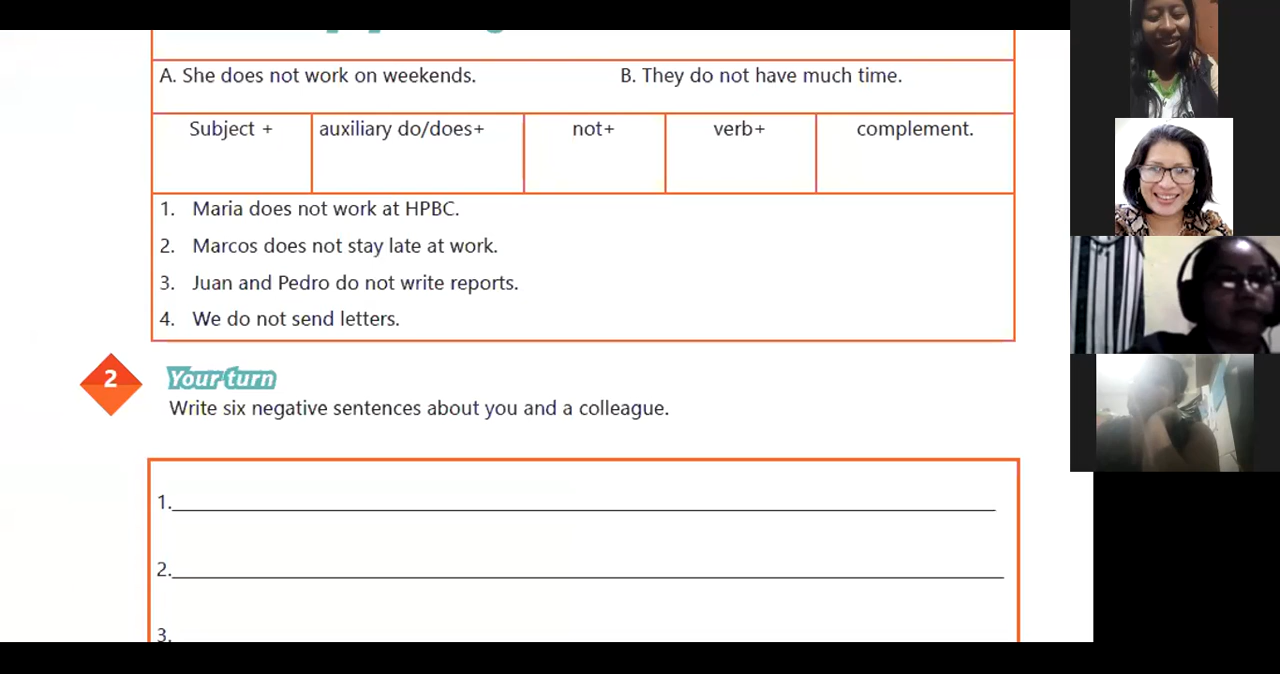 A. She does not work on weekends. B. They do not have much time.
Subject + auxiliary do/does+ not+ verb+ complement.
1. Maria does not work at HPBC.
2. Marcos does not stay late at work.
3. Juan and Pedro do not write reports.
4. We do not send letters.
2 Your turn
Write six negative sentences about you and a colleague.
1.
2.
3.